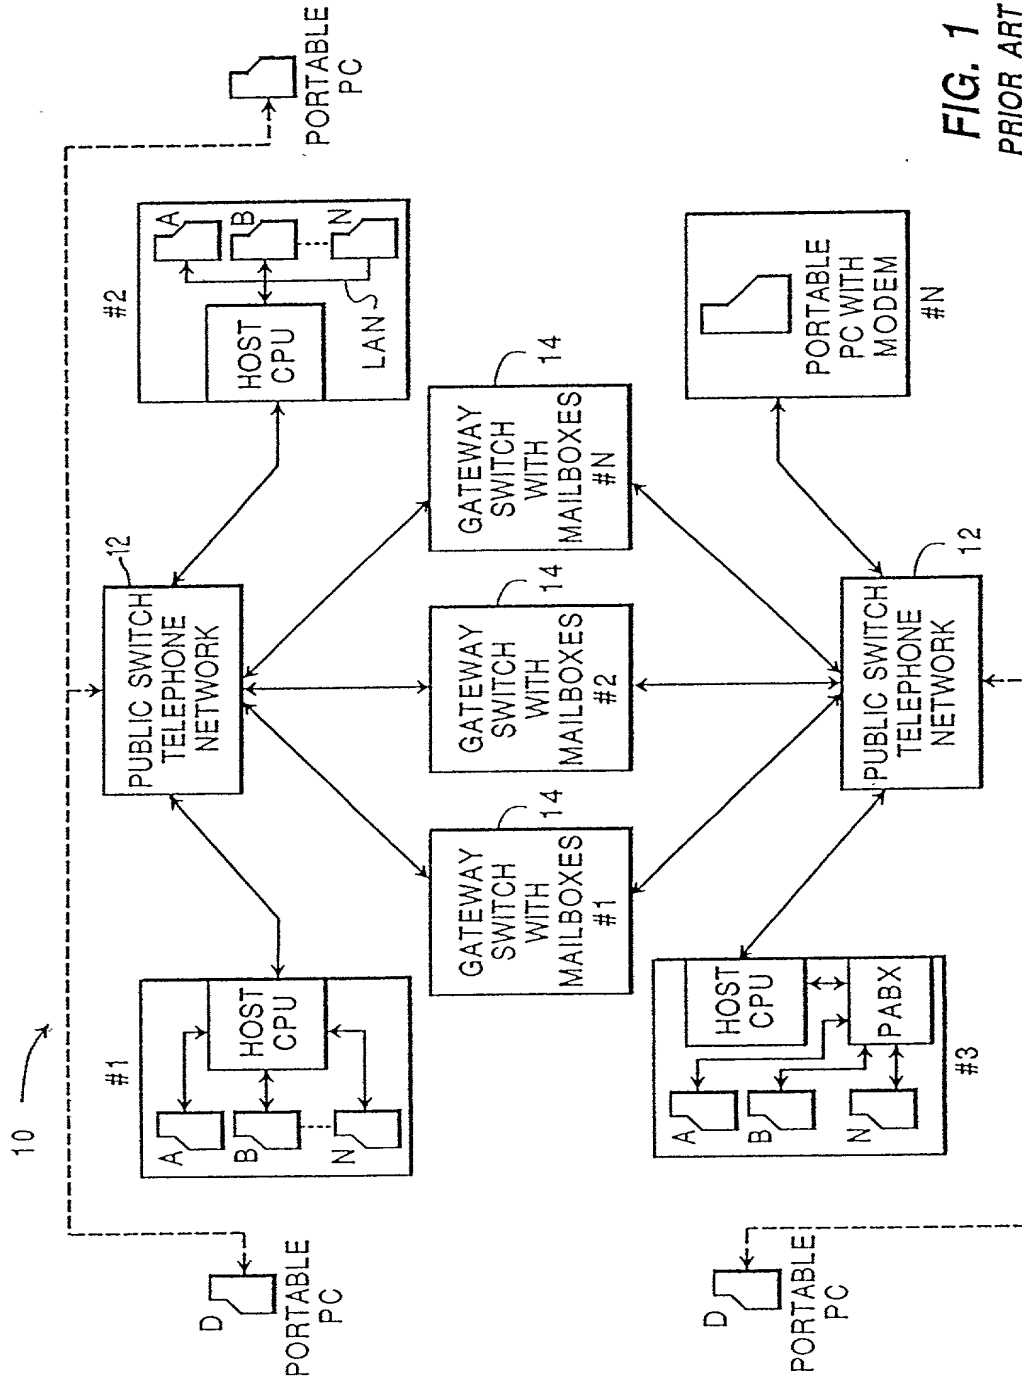 10
#1
A
B
N
HOST
CPU
D
PORTABLE
PC
PUBLIC SWITCH
TELEPHONE
NETWORK
12
#2
HOST
CPU
LAN
A
B
N
PORTABLE
PC
GATEWAY
SWITCH
WITH
MAILBOXES
#1
14
GATEWAY
SWITCH
WITH
MAILBOXES
#2
14
GATEWAY
SWITCH
WITH
MAILBOXES
#N
14
D
PORTABLE
PC
A
B
N
HOST
CPU
PABX
#3
PUBLIC SWITCH
TELEPHONE
NETWORK
12
PORTABLE
PC WITH
MODEM
#N
FIG. 1
PRIOR ART